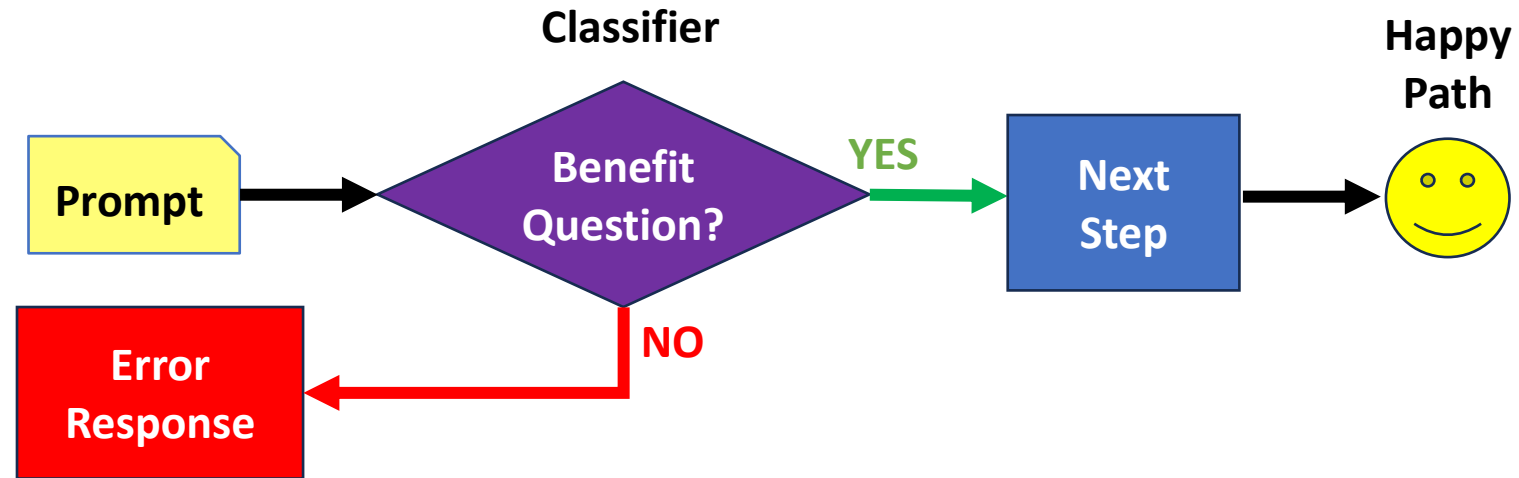 Classifier
Happy
Path
Prompt
Benefit
Question?
YES
Next
Step
NO
Error
Response